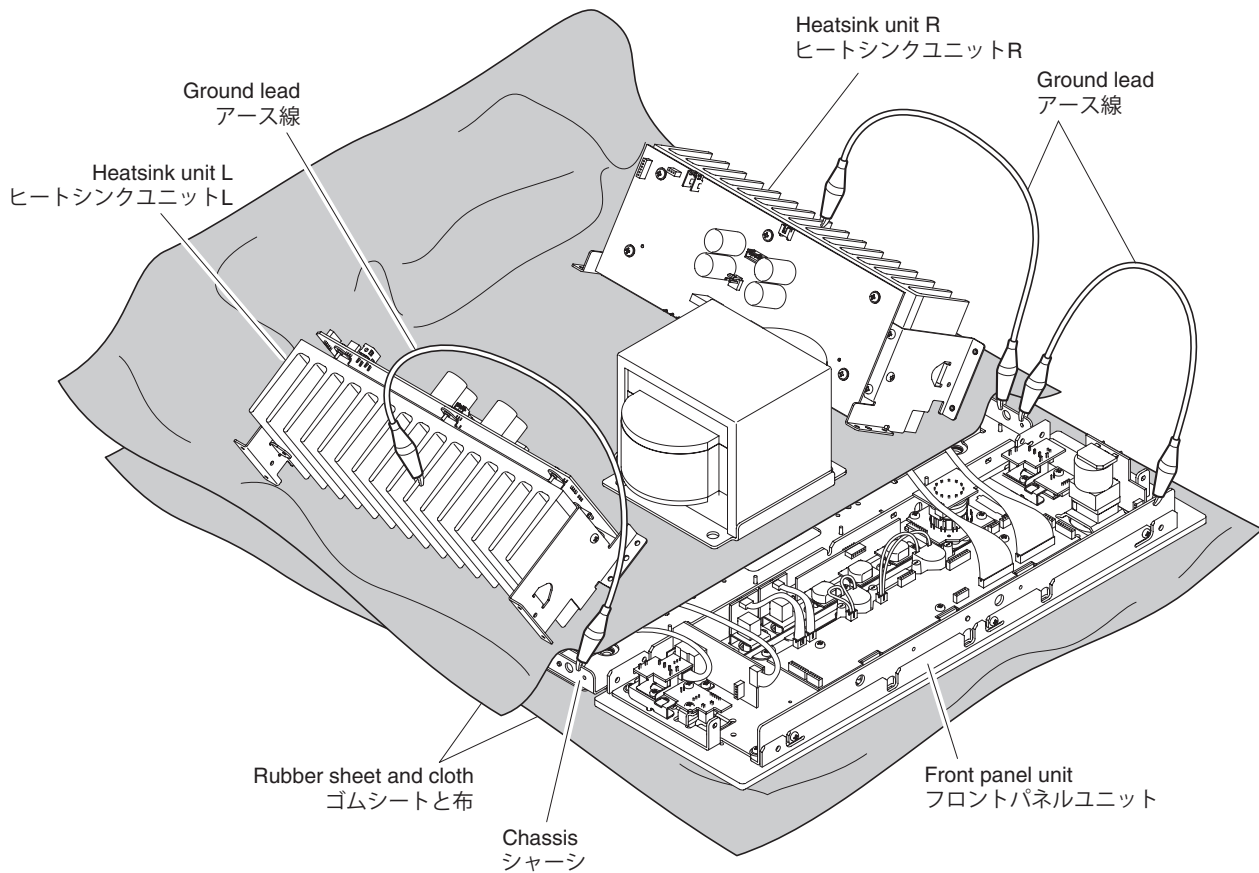 Heatsink unit R
ヒートシンクユニットR
Ground lead
アース線
Ground lead
アース線
Heatsink unit L
ヒートシンクユニットL
Rubber sheet and cloth
ゴムシートと布
Front panel unit
フロントパネルユニット
Chassis
シャーシ